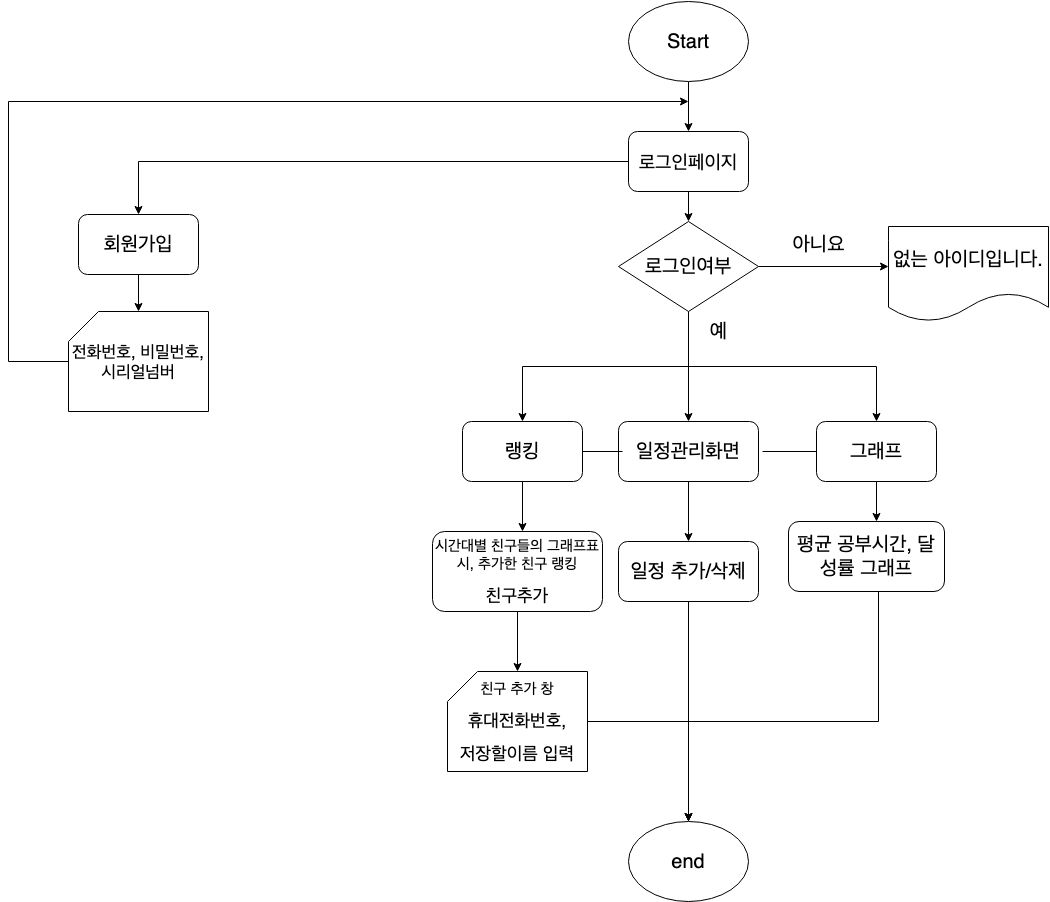 Start
로그인페이지
회원가입
로그인여부
아니요
없는 아이디입니다.
예
전화번호, 비밀번호,
시리얼넘버
랭킹
일정관리화면
그래프
시간대별 친구들의 그래프표
시, 추가한 친구 랭킹
친구추가
일정 추가/삭제
평균 공부시간, 달
성률 그래프
친구 추가 창
휴대전화번호,
저장할이름 입력
end